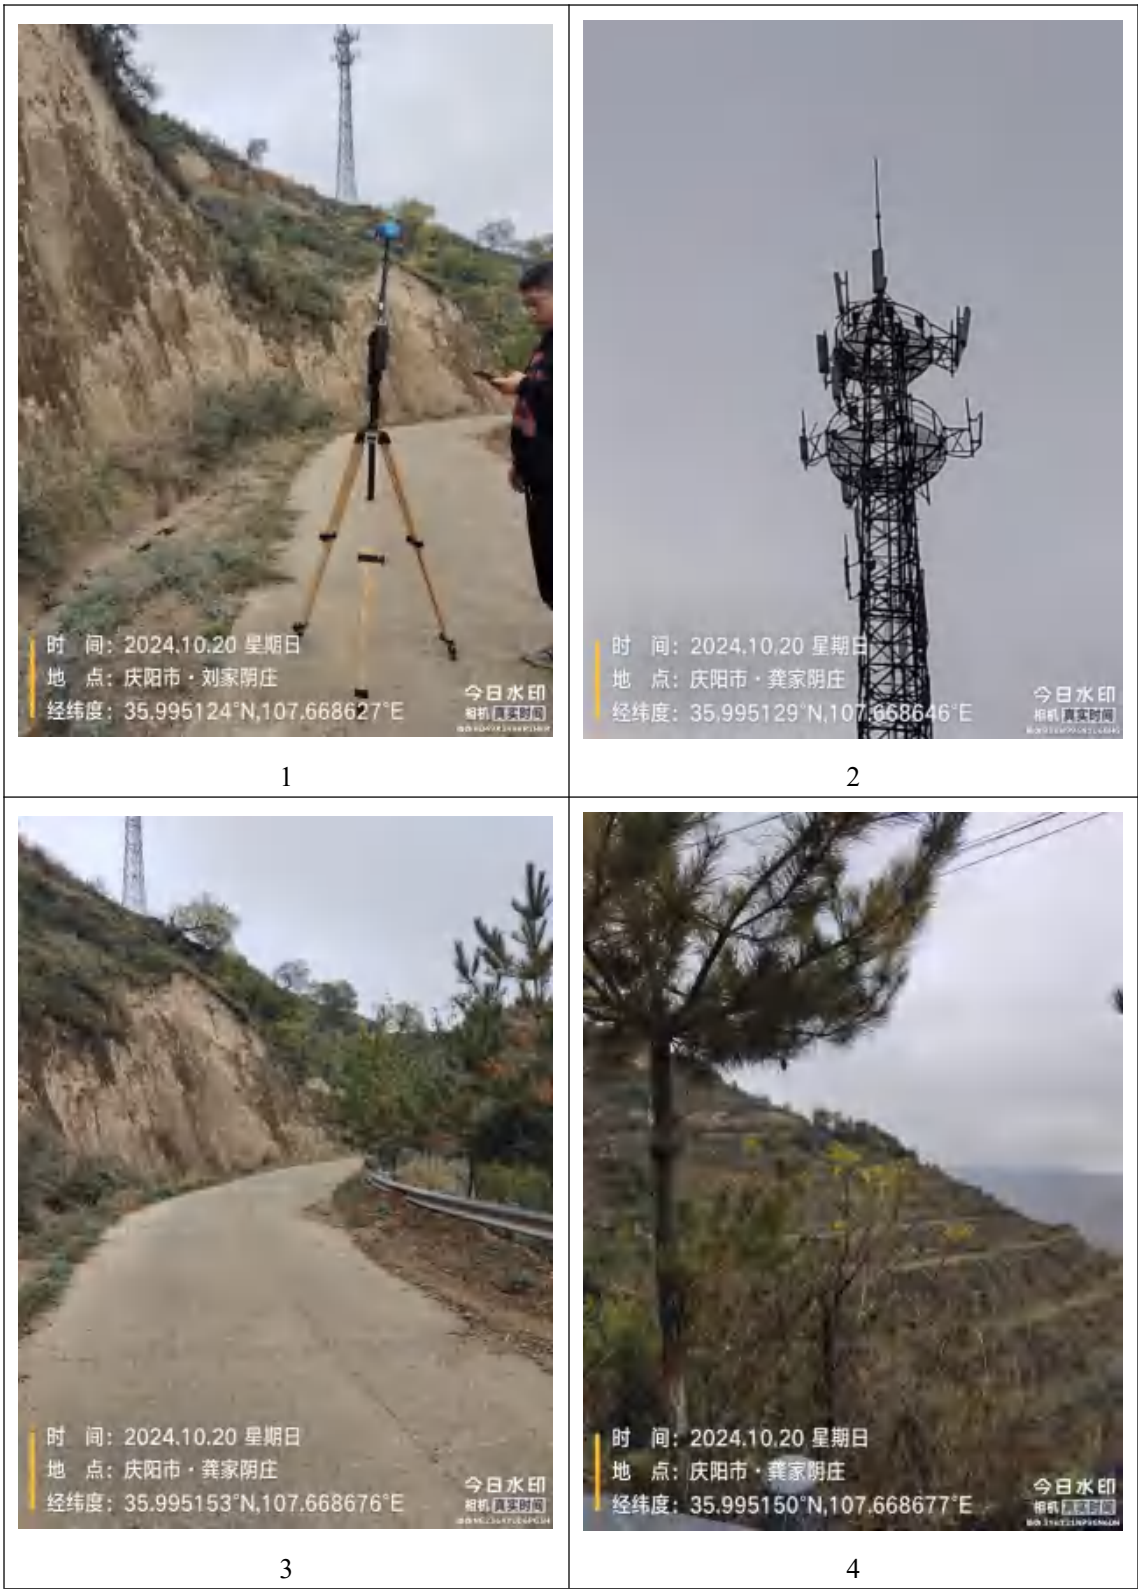 时 间：2024.10.20 星期日
地 点：庆阳市·刘家阴庄
经纬度：35.995124°N,107.668627°E
今日水印
相机 真实时间
1
时 间：2024.10.20 星期日
地 点：庆阳市·龚家阴庄
经纬度：35.995129°N,107.668646°E
今日水印
相机 真实时间
2
时 间：2024.10.20 星期日
地 点：庆阳市·龚家阴庄
经纬度：35.995153°N,107.668676°E
今日水印
相机 真实时间
3
时 间：2024.10.20 星期日
地 点：庆阳市·龚家阴庄
经纬度：35.995150°N,107.668677°E
今日水印
相机 真实时间
4